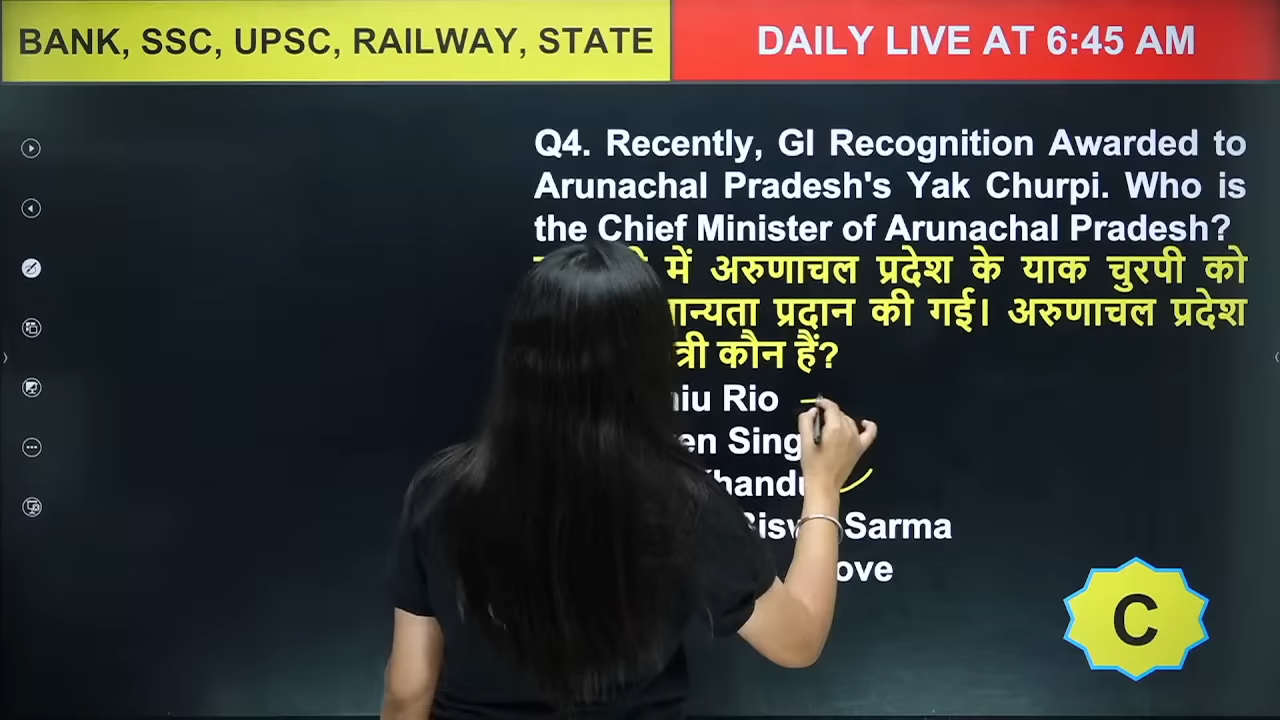 BANK, SSC, UPSC, RAILWAY, STATE
DAILY LIVE AT 6:45 AM
Q4. Recently, GI Recognition Awarded to
Arunachal Pradesh's Yak Churpi. Who is
the Chief Minister of Arunachal Pradesh?
में अरुणाचल प्रदेश के याक चुरपी को
प्रदान की गई। अरुणाचल प्रदेश
कौन हैं?
Rio
Sarma
C